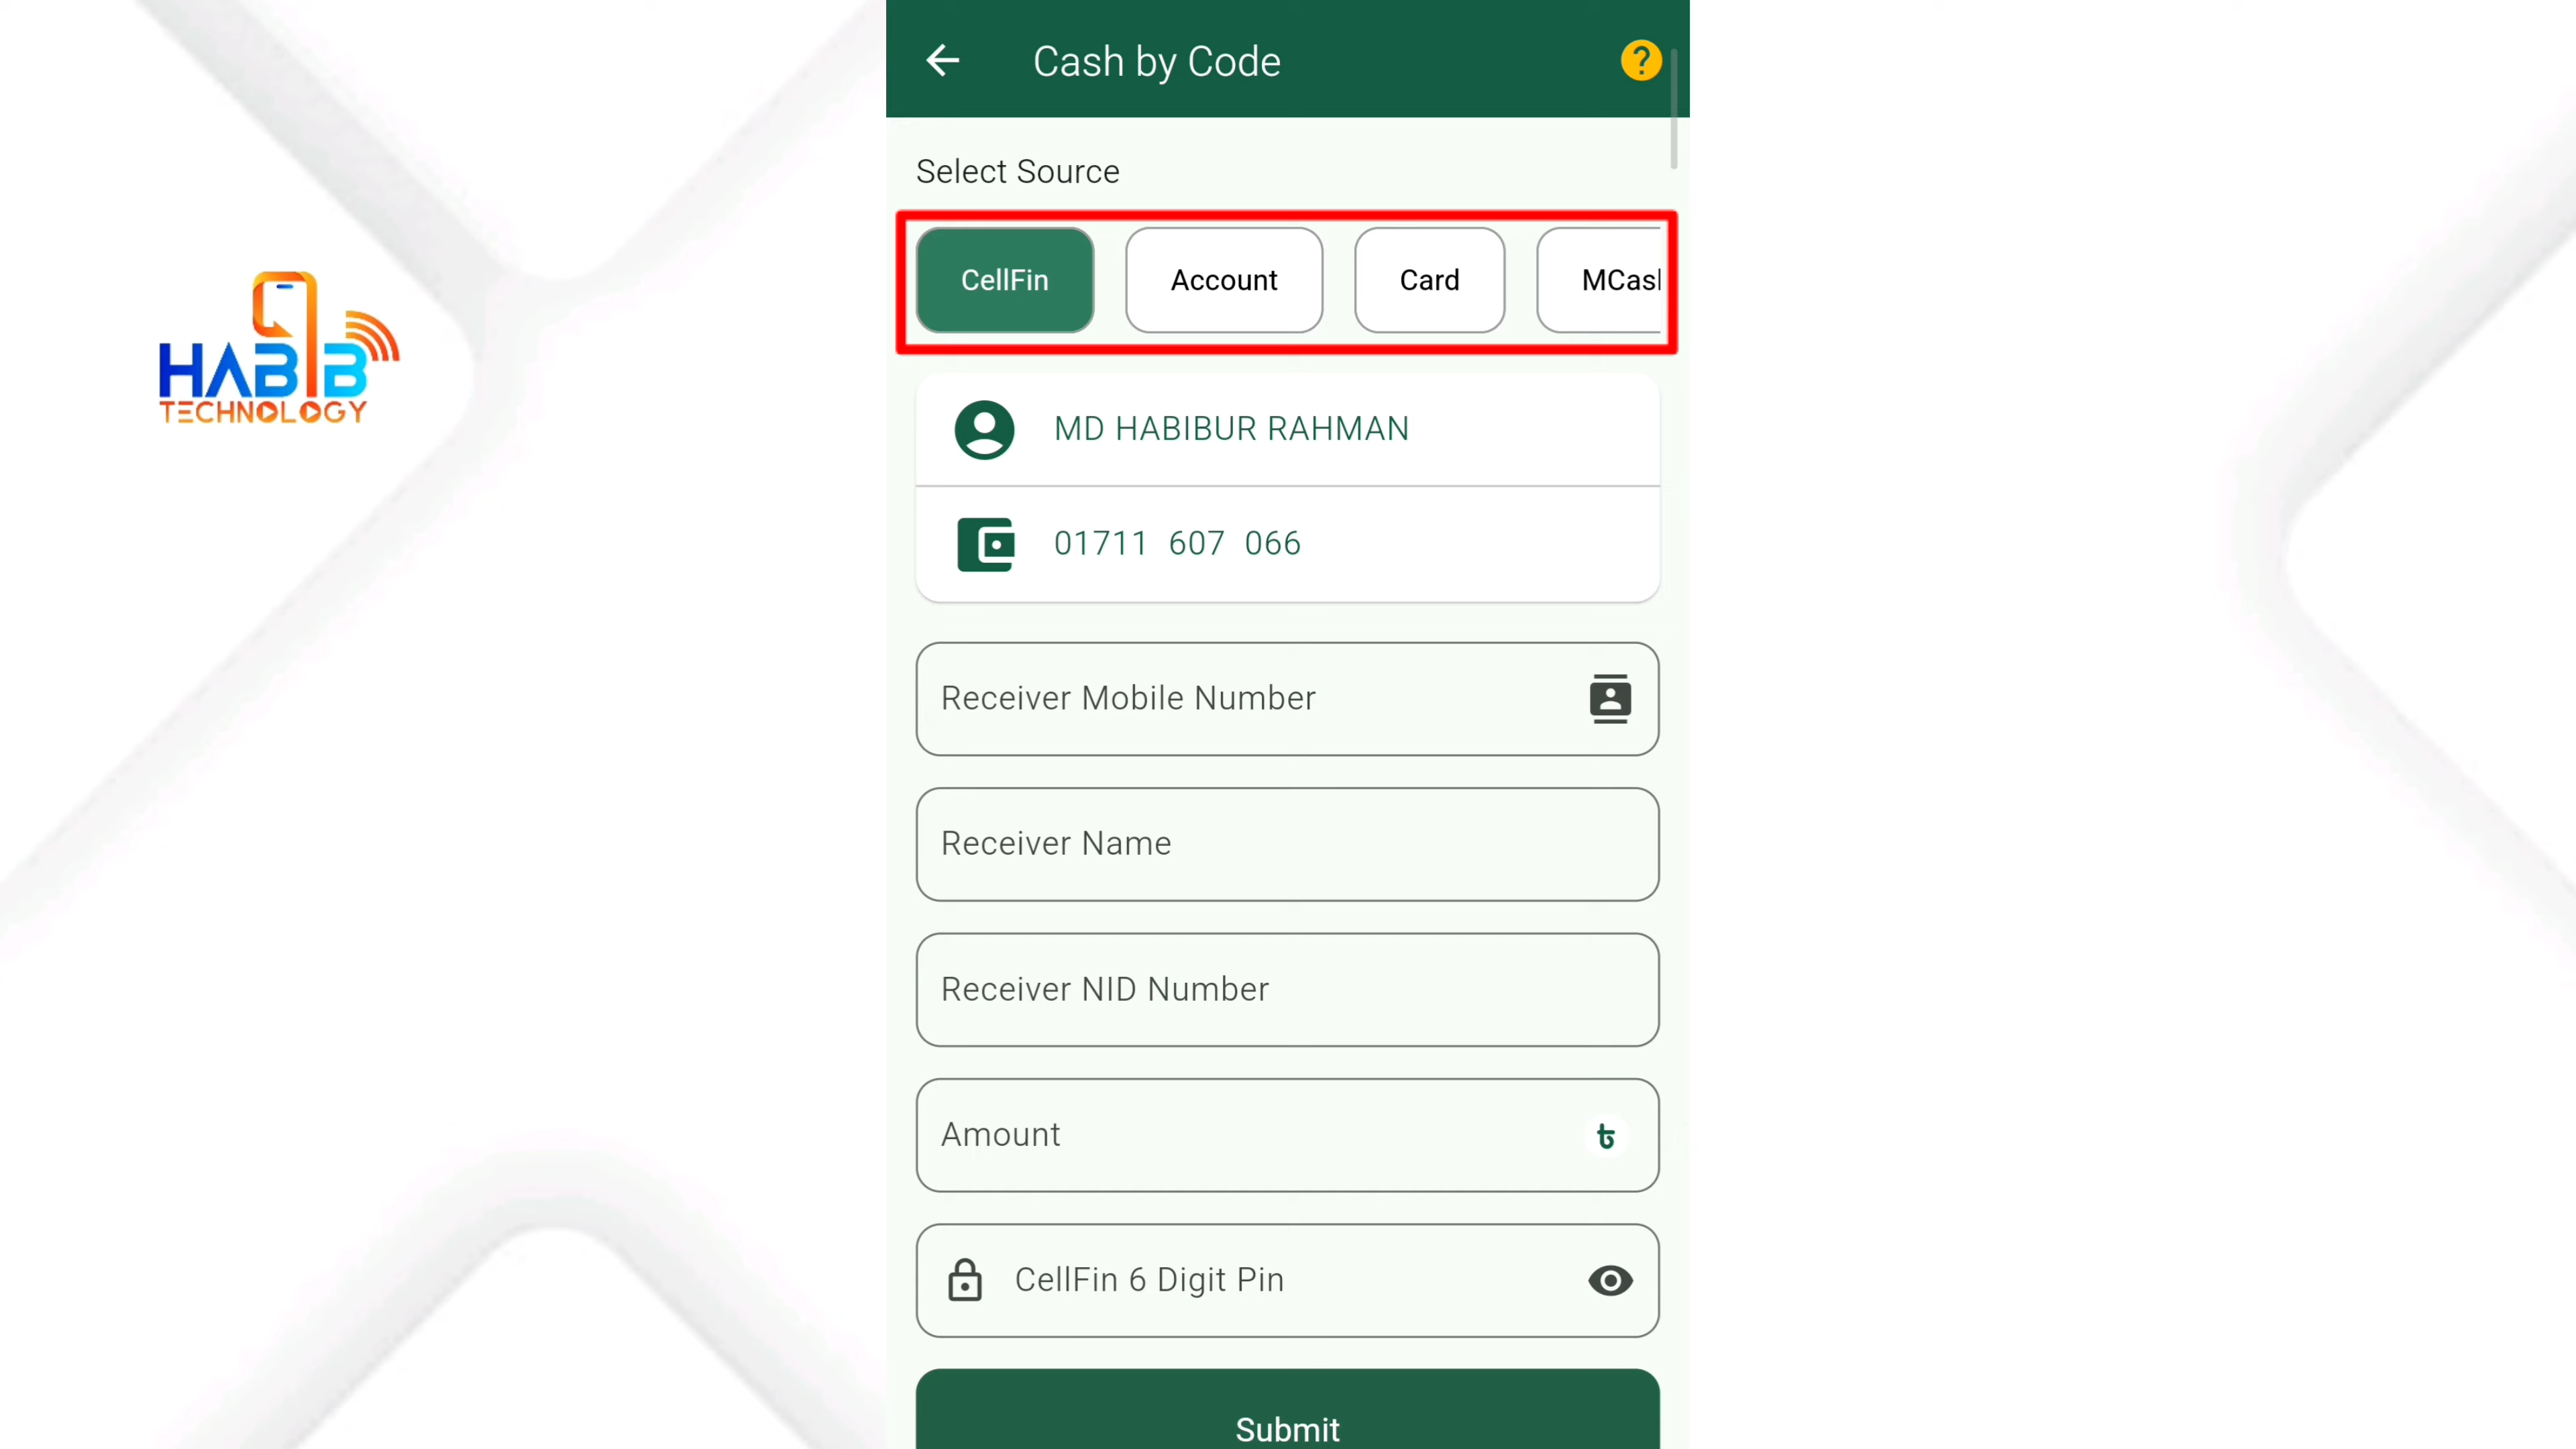 Cash by Code
?
Select Source
CellFin
Account
Card
MCash
HABIB
TECHNOLOGY
MD HABIBUR RAHMAN
01711 607 066
Receiver Mobile Number
Receiver Name
Receiver NID Number
Amount
৳
CellFin 6 Digit Pin
Submit